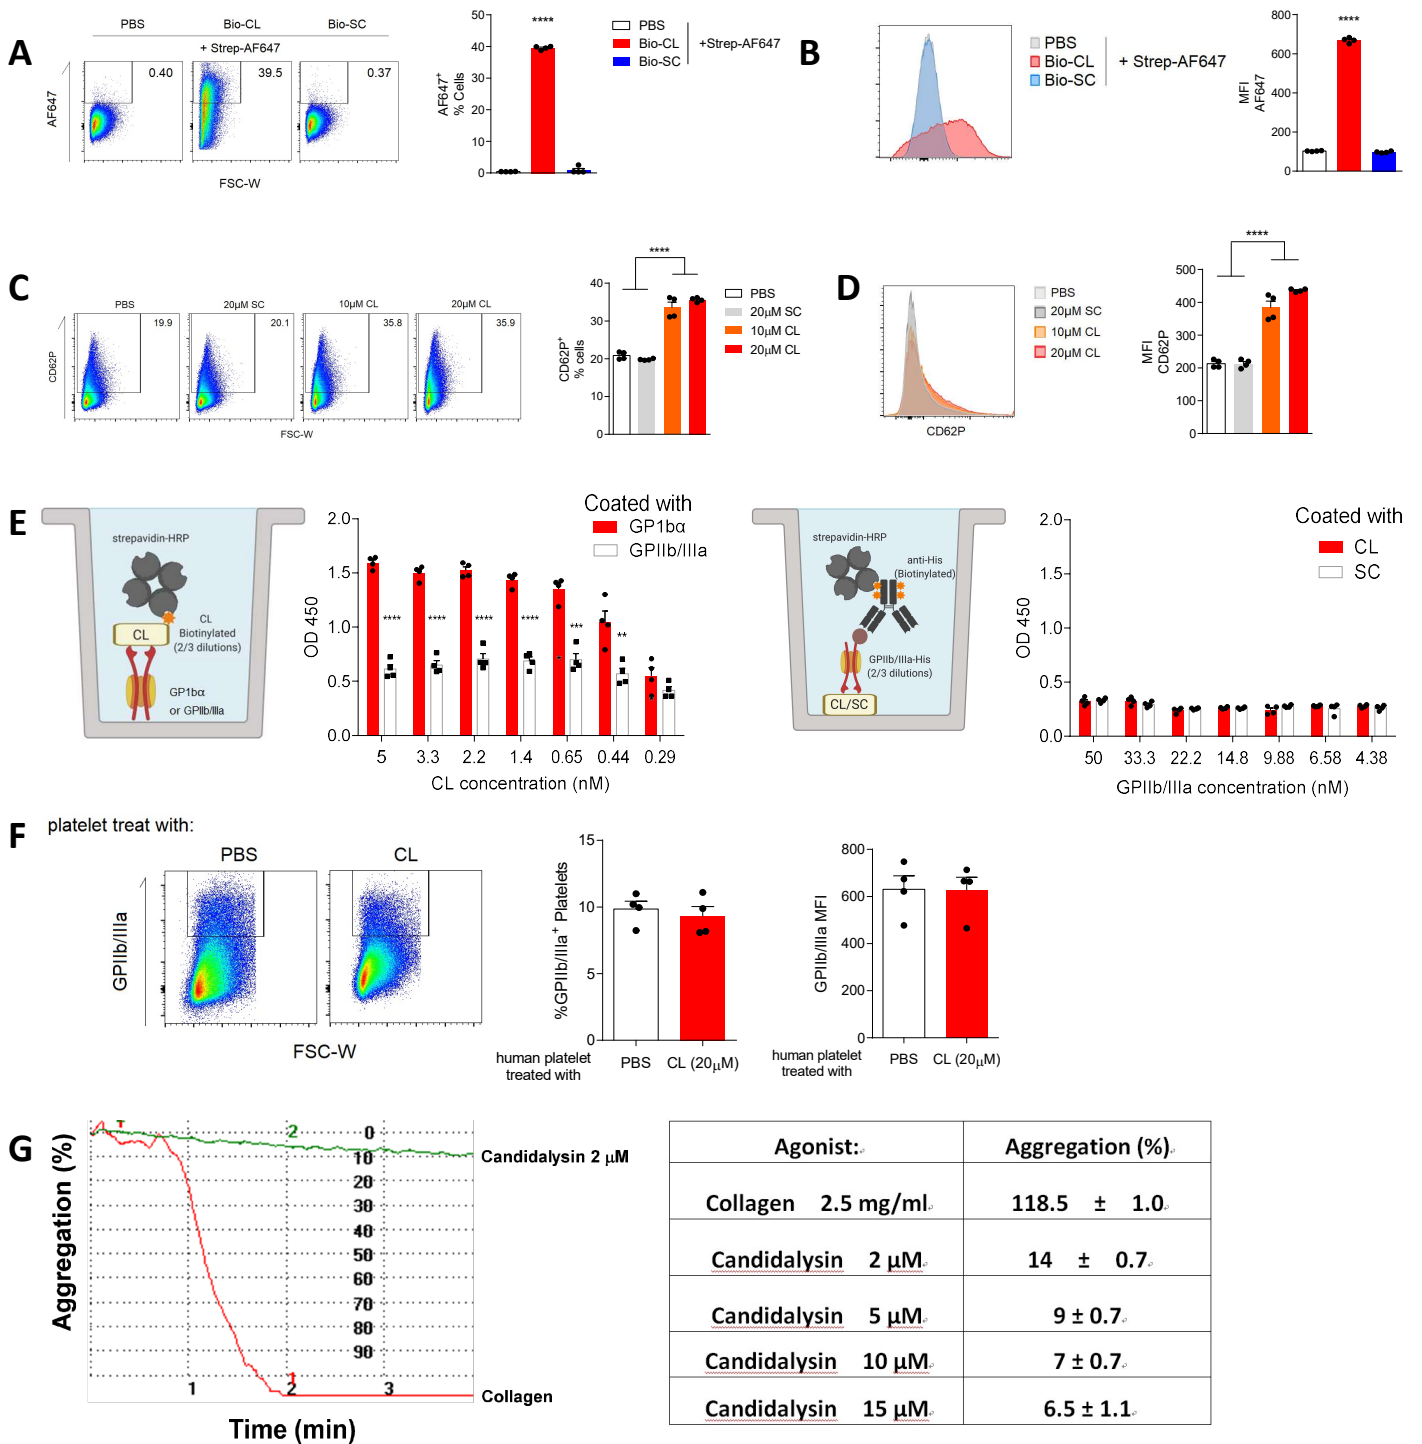 A
PBS Bio-CL Bio-SC
+ Strep-AF647
0.40
39.5
0.37
AF647
FSC-W
AF647+
% Cells
50
40
30
20
10
0
****
PBS
Bio-CL
Bio-SC
+Strep-AF647
B
PBS
Bio-CL
Bio-SC
+ Strep-AF647
MFI
AF647
800
600
400
200
0
****
C
PBS 20µM SC 10µM CL 20µM CL
19.9
20.1
35.8
35.9
CD62P
FSC-W
CD62P+
% cells
40
30
20
10
0
****
PBS
20µM SC
10µM CL
20µM CL
D
CD62P
PBS
20µM SC
10µM CL
20µM CL
MFI
CD62P
500
400
300
200
100
0
****
E
strepavidin-HRP
CL
Biotinylated
(2/3 dilutions)
CL
GP1bα
or GPIIb/IIIa
Coated with
GP1bα
GPIIb/IIIa
OD 450
2.0
1.5
1.0
0.5
0.0
**** **** **** **** *** **
5 3.3 2.2 1.4 0.65 0.44 0.29
CL concentration (nM)
strepavidin-HRP
anti-His
(Biotinylated)
GPIIb/IIIa-His
(2/3 dilutions)
CL/SC
Coated with
CL
SC
OD 450
2.0
1.5
1.0
0.5
0.0
50 33.3 22.2 14.8 9.88 6.58 4.38
GPIIb/IIIa concentration (nM)
F
platelet treat with:
PBS CL
GPIIb/IIIa
FSC-W
%GPIIb/IIIa+ Platelets
15
10
5
0
human platelet
treated with
PBS CL (20µM)
GPIIb/IIIa MFI
800
600
400
200
0
human platelet
treated with
PBS CL (20µM)
G
Aggregation (%)
0
10
20
30
40
50
60
70
80
90
2
1
1 2 3
Candidalysin 2 µM
Collagen
Time (min)
Agonist: Aggregation (%)
Collagen 2.5 mg/ml 118.5 ± 1.0
Candidalysin 2 µM 14 ± 0.7
Candidalysin 5 µM 9 ± 0.7
Candidalysin 10 µM 7 ± 0.7
Candidalysin 15 µM 6.5 ± 1.1